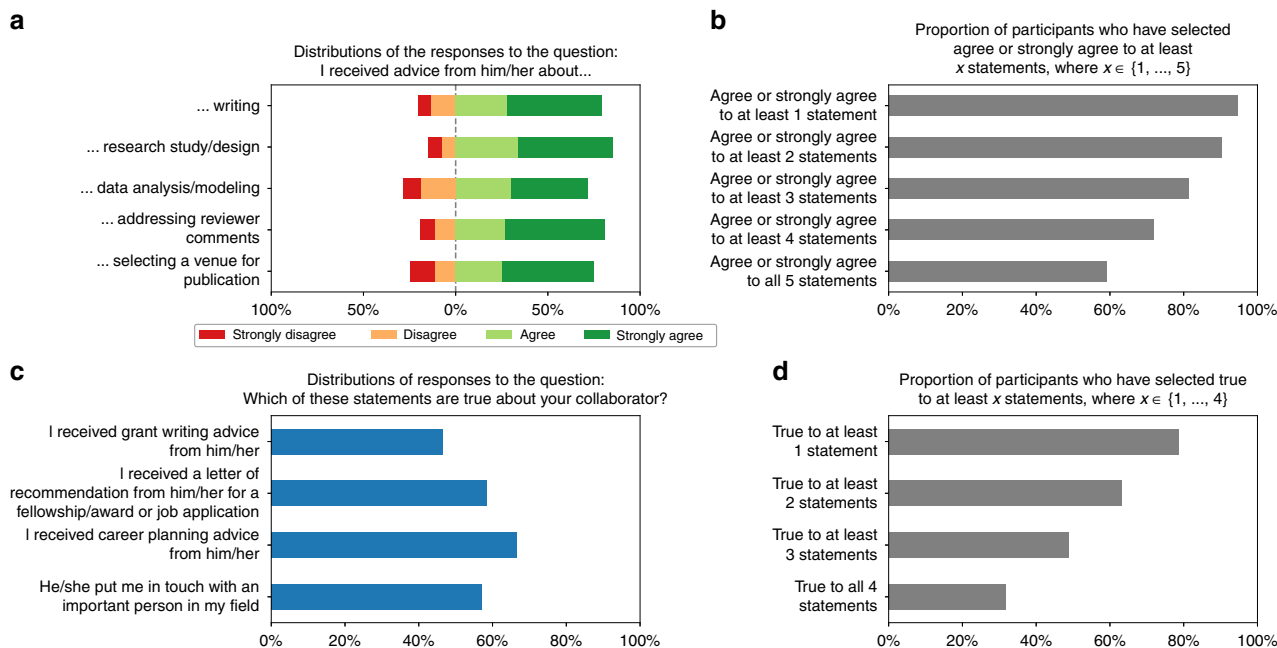 a
Distributions of the responses to the question:
I received advice from him/her about...
... writing
... research study/design
... data analysis/modeling
... addressing reviewer
comments
... selecting a venue for
publication
100% 50% 0% 50% 100%
Strongly disagree Disagree Agree Strongly agree
b
Proportion of participants who have selected
agree or strongly agree to at least
x statements, where x ∈ {1, ..., 5}
Agree or strongly agree
to at least 1 statement
Agree or strongly agree
to at least 2 statements
Agree or strongly agree
to at least 3 statements
Agree or strongly agree
to at least 4 statements
Agree or strongly agree
to all 5 statements
0% 20% 40% 60% 80% 100%
c
Distributions of responses to the question:
Which of these statements are true about your collaborator?
I received grant writing advice
from him/her
I received a letter of
recommendation from him/her for a
fellowship/award or job application
I received career planning advice
from him/her
He/she put me in touch with an
important person in my field
0% 20% 40% 60% 80% 100%
d
Proportion of participants who have selected true
to at least x statements, where x ∈ {1, ..., 4}
True to at least
1 statement
True to at least
2 statements
True to at least
3 statements
True to all 4
statements
0% 20% 40% 60% 80% 100%